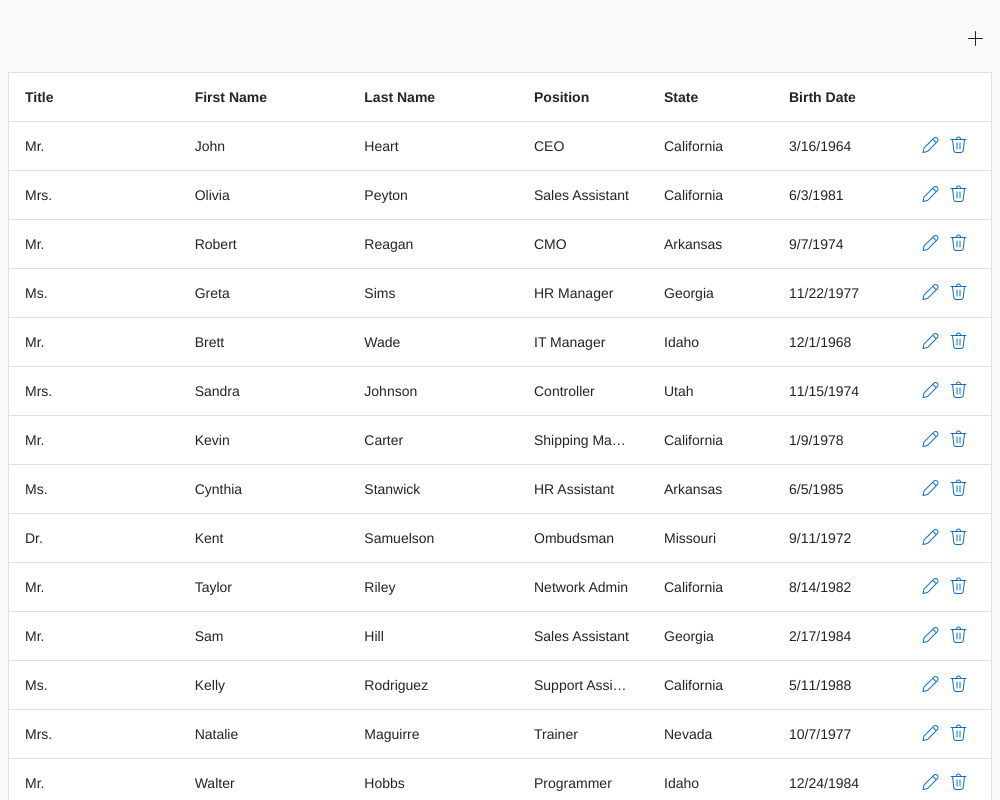 Title First Name Last Name Position State Birth Date
Mr. John Heart CEO California 3/16/1964
Mrs. Olivia Peyton Sales Assistant California 6/3/1981
Mr. Robert Reagan CMO Arkansas 9/7/1974
Ms. Greta Sims HR Manager Georgia 11/22/1977
Mr. Brett Wade IT Manager Idaho 12/1/1968
Mrs. Sandra Johnson Controller Utah 11/15/1974
Mr. Kevin Carter Shipping Ma… California 1/9/1978
Ms. Cynthia Stanwick HR Assistant Arkansas 6/5/1985
Dr. Kent Samuelson Ombudsman Missouri 9/11/1972
Mr. Taylor Riley Network Admin California 8/14/1982
Mr. Sam Hill Sales Assistant Georgia 2/17/1984
Ms. Kelly Rodriguez Support Assi… California 5/11/1988
Mrs. Natalie Maguirre Trainer Nevada 10/7/1977
Mr. Walter Hobbs Programmer Idaho 12/24/1984